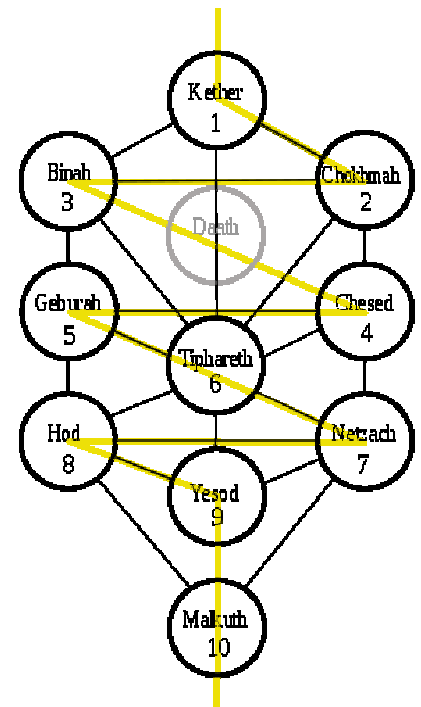 Kether
1
Binah
3
Chokhmah
2
Daath
Geburah
5
Chesed
4
Tiphareth
6
Hod
8
Netzach
7
Yesod
9
Malkuth
10